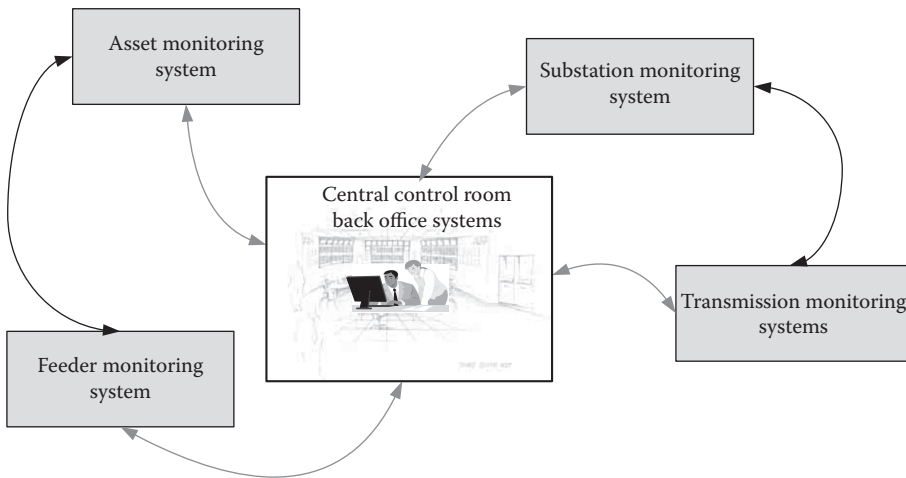 Asset monitoring
system
Substation monitoring
system
Central control room
back office systems
Transmission monitoring
systems
Feeder monitoring
system